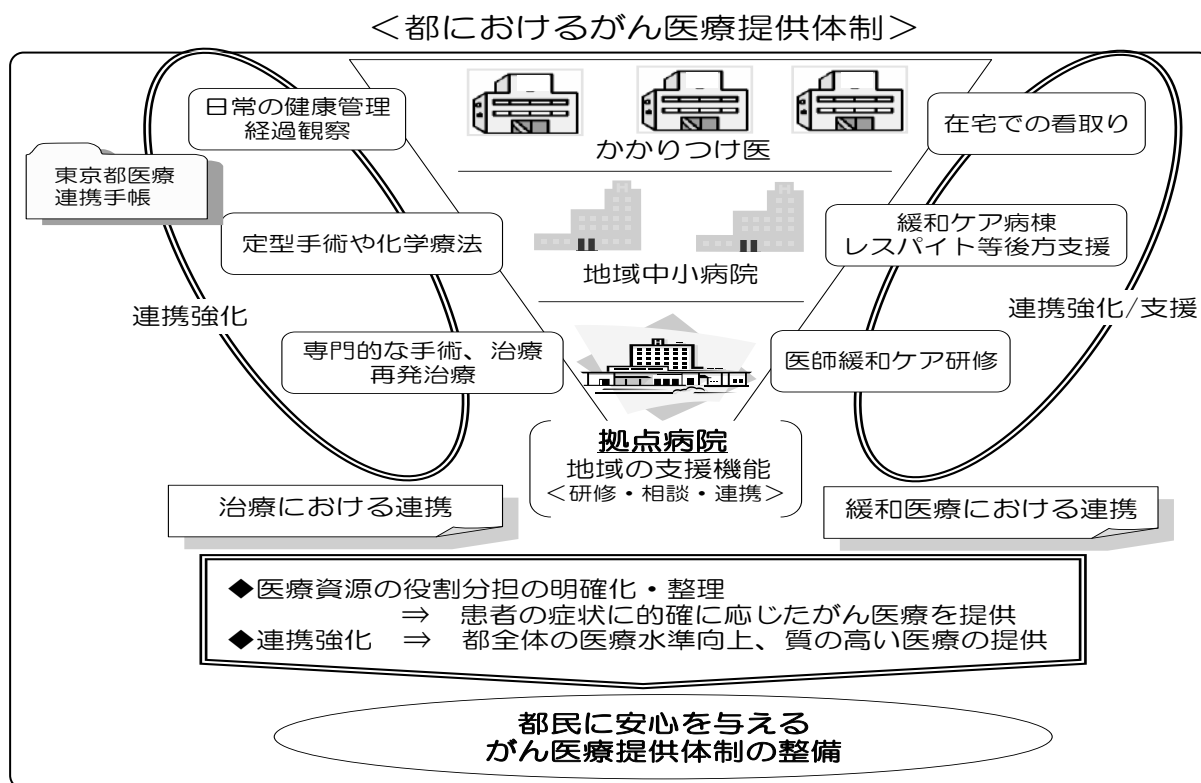 ＜都におけるがん医療提供体制＞
日常の健康管理
経過観察
東京都医療
連携手帳
定型手術や化学療法
連携強化
専門的な手術、治療
再発治療
治療における連携
かかりつけ医
地域中小病院
拠点病院
地域の支援機能
＜研修・相談・連携＞
在宅での看取り
緩和ケア病棟
レスパイト等後方支援
連携強化/支援
医師緩和ケア研修
緩和医療における連携
◆医療資源の役割分担の明確化・整理
⇒　患者の症状に的確に応じたがん医療を提供
◆連携強化　⇒　都全体の医療水準向上、質の高い医療の提供
都民に安心を与える
がん医療提供体制の整備